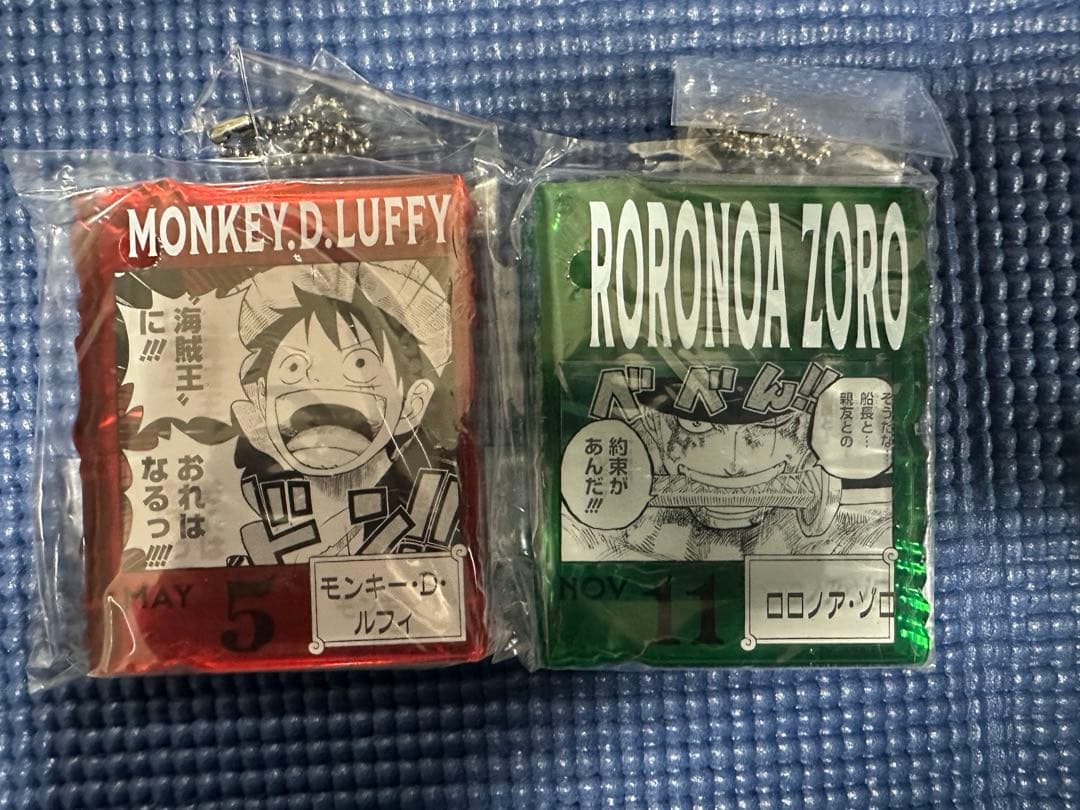 MONKEY.D.LUFFY
"海賊王"
に!!!
おれは
なるっ!!!!
ドン!!
MAY 5
モンキー・D・
ルフィ
RORONOA ZORO
べべん!!
そうだな…
船長と…
親友との
約束が
あんだ!!!
NOV 11
ロロノア・ゾロ